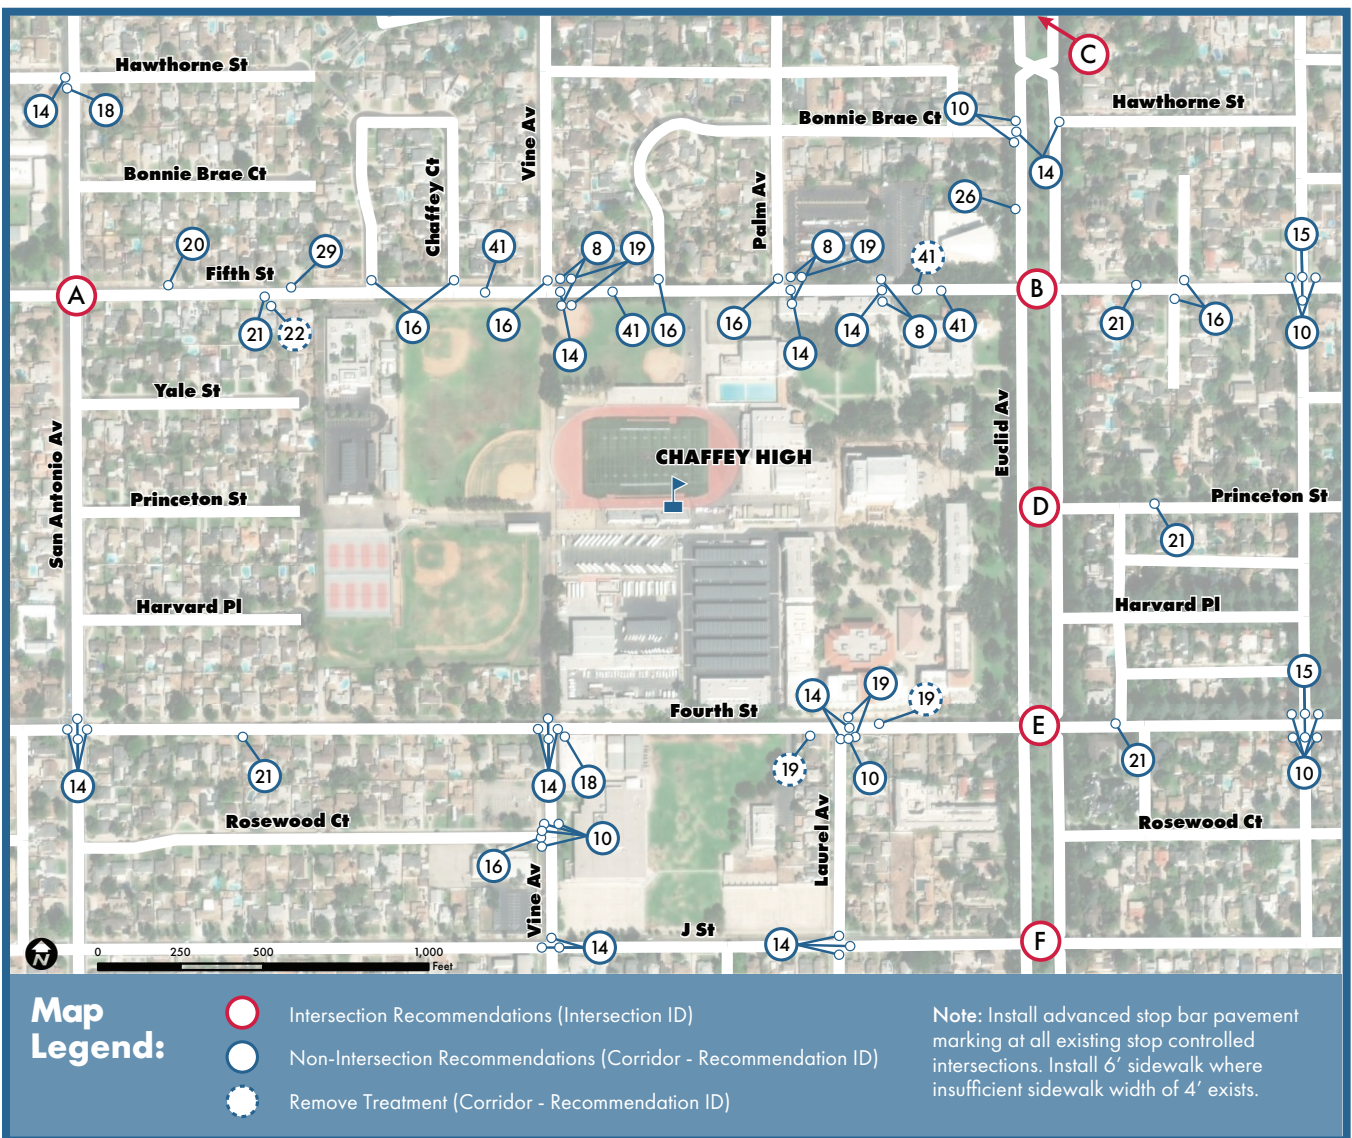 C
Hawthorne St
Hawthorne St
14
18
10
Bonnie Brae Ct
Vine Av
14
Bonnie Brae Ct
Chaffey Ct
Palm Av
26
20
29
41
8
19
8
19
41
15
Fifth St
A
B
21
22
16
16
14
41
16
16
14
14
8
41
21
16
10
Yale St
San Antonio Av
Euclid Av
CHAFFEY HIGH
Princeton St
D
Princeton St
21
Harvard Pl
Harvard Pl
14
19
19
15
Fourth St
E
14
21
14
18
19
10
21
10
Rosewood Ct
Laurel Av
Rosewood Ct
16
10
Vine Av
J St
14
14
F
N
0 250 500 1,000
Feet
Map
Legend:
Intersection Recommendations (Intersection ID)
Non-Intersection Recommendations (Corridor - Recommendation ID)
Remove Treatment (Corridor - Recommendation ID)
Note: Install advanced stop bar pavement
marking at all existing stop controlled
intersections. Install 6’ sidewalk where
insufficient sidewalk width of 4’ exists.